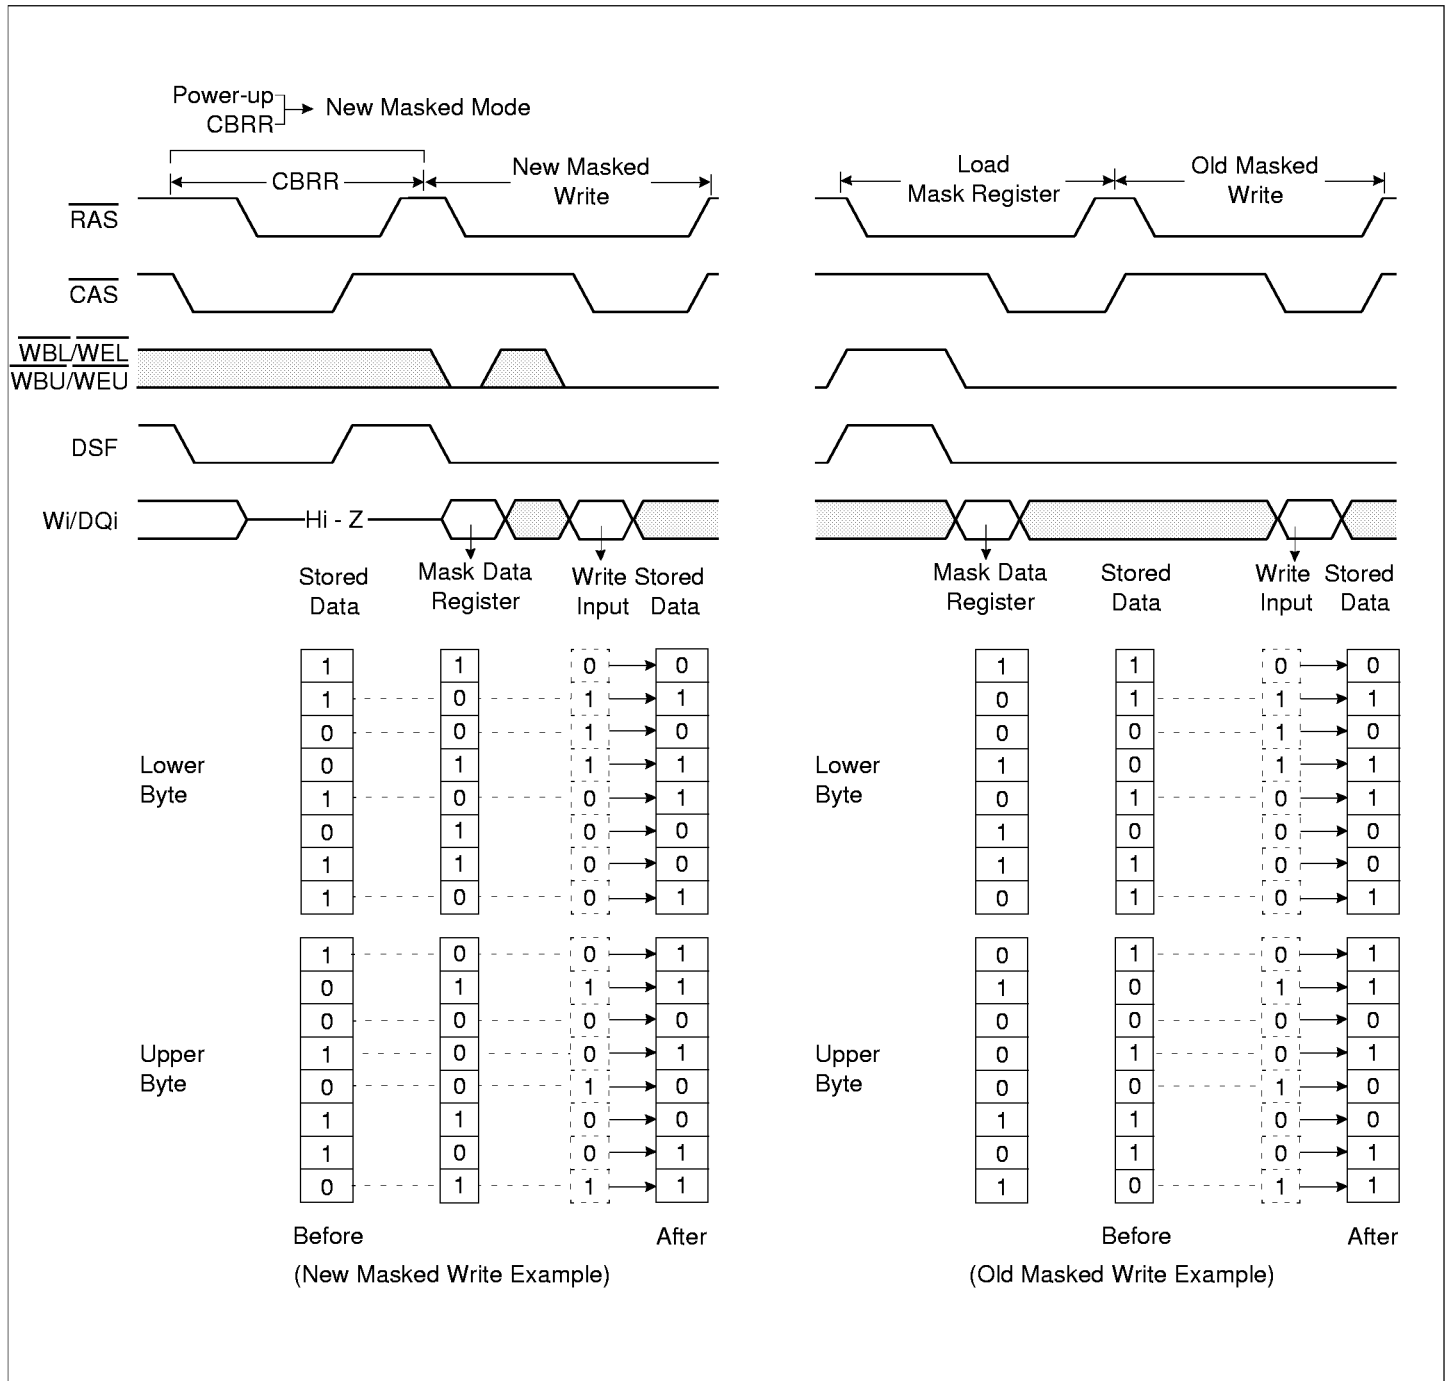 Power-up
CBRR
New Masked Mode
CBRR
New Masked
Write
Load
Mask Register
Old Masked
Write
RAS
CAS
WBL/WEL
WBU/WEU
DSF
Wi/DQi
Hi - Z
Stored
Data
Mask Data
Register
Write
Input
Stored
Data
Mask Data
Register
Stored
Data
Write
Input
Stored
Data
Lower
Byte
1 1 0 0
1 0 1 1
0 0 1 0
0 1 1 1
1 0 0 1
0 1 0 0
1 1 0 0
1 0 0 1
Upper
Byte
1 0 0 1
0 1 1 1
0 0 0 0
1 0 0 1
0 0 1 0
1 1 0 0
1 0 0 1
0 1 1 1
Before
After
(New Masked Write Example)
Lower
Byte
1 1 0 0
0 1 1 1
0 0 1 0
1 0 1 1
0 1 0 1
1 0 0 0
1 1 0 0
0 1 0 1
Upper
Byte
0 1 0 1
1 0 1 1
0 0 0 0
0 1 0 1
0 0 1 0
1 1 0 0
0 1 0 1
1 0 1 1
Before
After
(Old Masked Write Example)